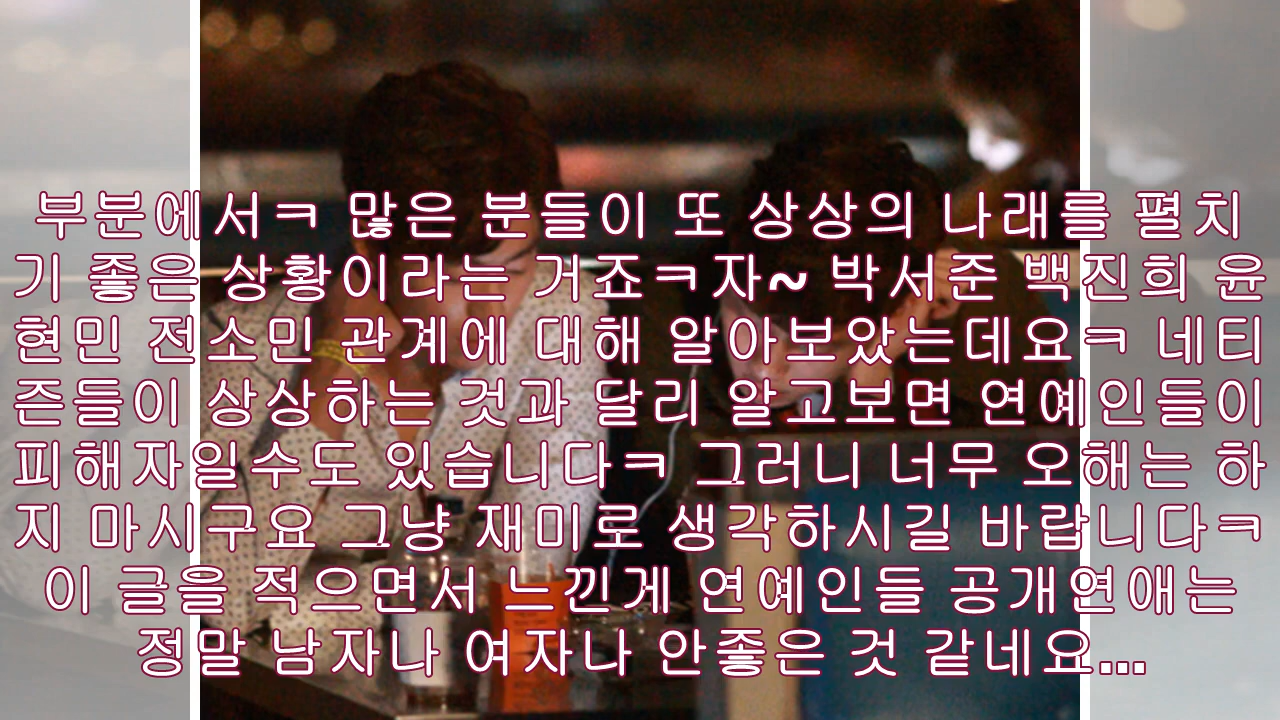 부분에서ㅋ 많은 분들이 또 상상의 나래를 펼치
기 좋은 상황이라는 거죠ㅋ자~ 박서준 백진희 윤
현민 전소민 관계에 대해 알아보았는데요ㅋ 네티
즌들이 상상하는 것과 달리 알고보면 연예인들이
피해자일수도 있습니다ㅋ 그러니 너무 오해는 하
지 마시구요 그냥 재미로 생각하시길 바랍니다ㅋ
이 글을 적으면서 느낀게 연예인들 공개연애는
정말 남자나 여자나 안좋은 것 같네요...